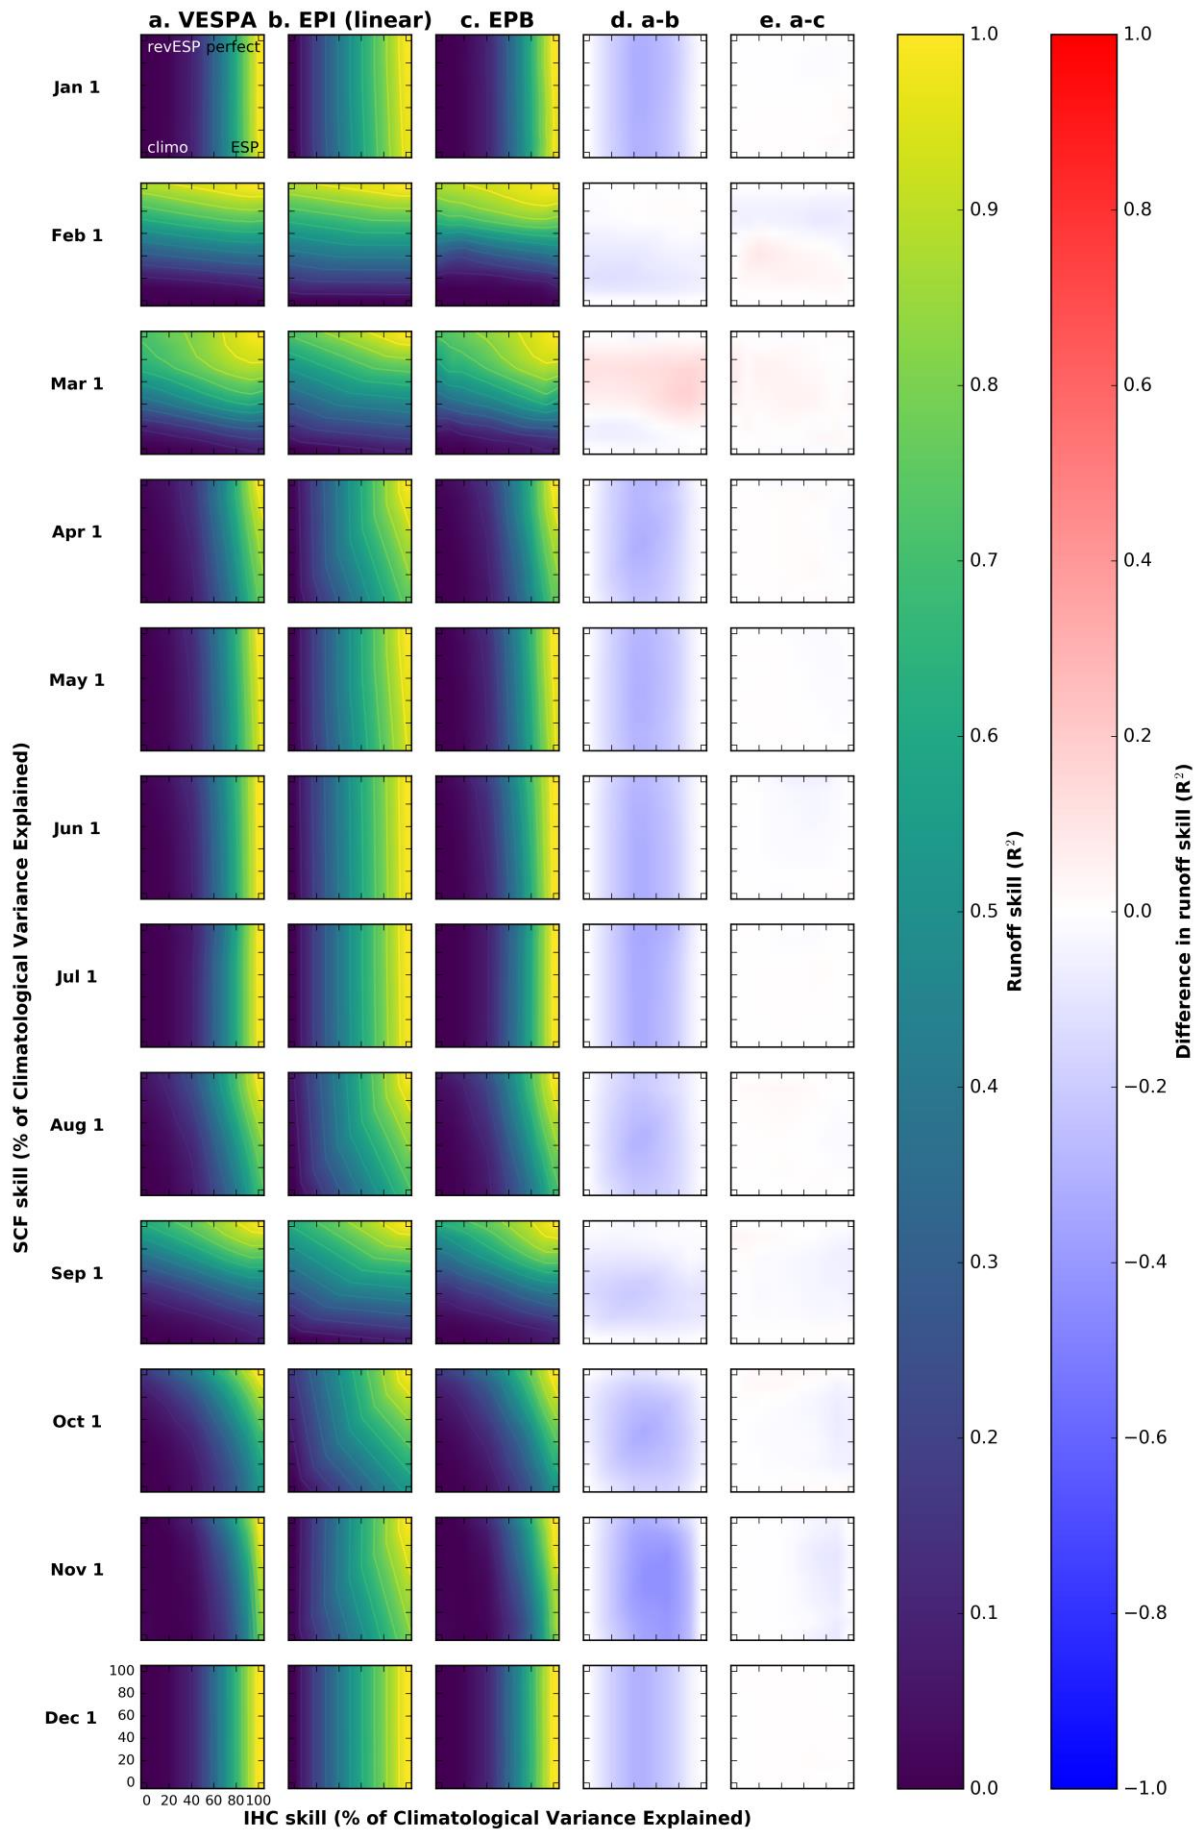 a. VESPA b. EPI (linear) c. EPB d. a-b e. a-c
revESP perfect
climo ESP
Jan 1
Feb 1
Mar 1
Apr 1
May 1
Jun 1
Jul 1
Aug 1
Sep 1
Oct 1
Nov 1
Dec 1
100
80
60
40
20
0
0 20 40 60 80 100
SCF skill (% of Climatological Variance Explained)
IHC skill (% of Climatological Variance Explained)
1.0
0.9
0.8
0.7
0.6
0.5
0.4
0.3
0.2
0.1
0.0
Runoff skill (R²)
1.0
0.8
0.6
0.4
0.2
0.0
−0.2
−0.4
−0.6
−0.8
−1.0
Difference in runoff skill (R²)